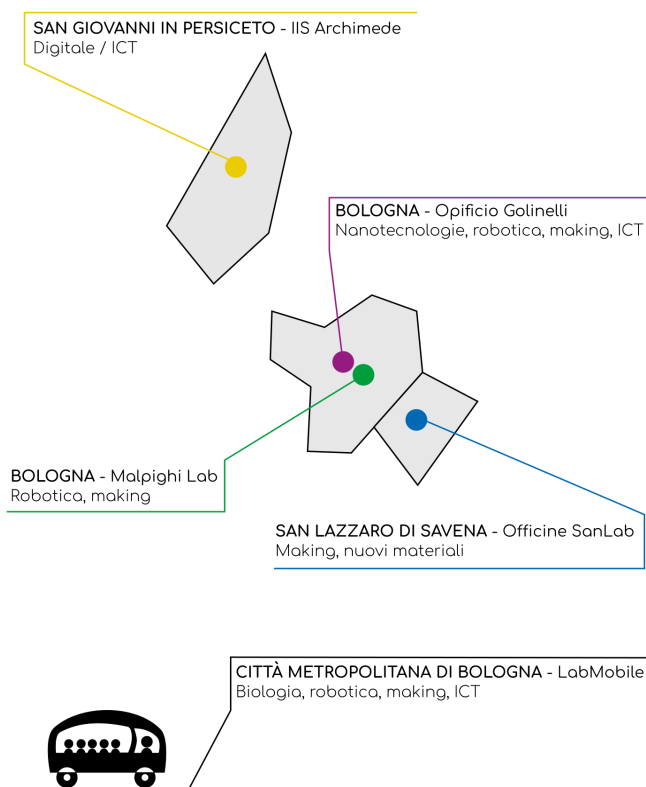 SAN GIOVANNI IN PERSICETO - IIS Archimede
Digitale / ICT
BOLOGNA - Opificio Golinelli
Nanotecnologie, robotica, making, ICT
BOLOGNA - Malpighi Lab
Robotica, making
SAN LAZZARO DI SAVENA - Officine SanLab
Making, nuovi materiali
CITTÀ METROPOLITANA DI BOLOGNA - LabMobile
Biologia, robotica, making, ICT